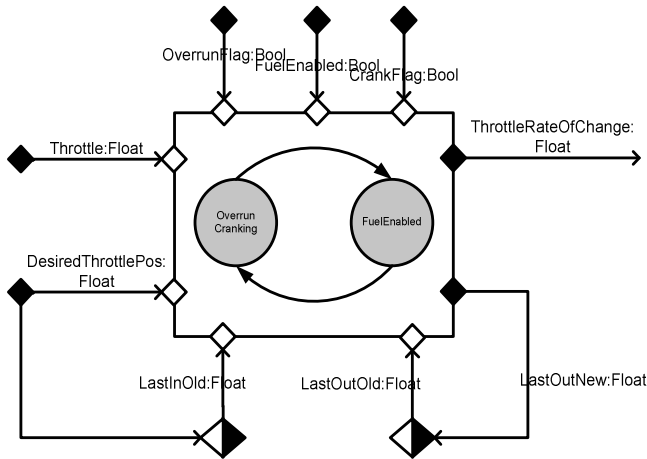 OverrunFlag:Bool
FuelEnabled:Bool
CrankFlag:Bool
Throttle:Float
ThrottleRateOfChange:
Float
Overrun
Cranking
FuelEnabled
DesiredThrottlePos:
Float
LastInOld:Float
LastOutOld:Float
LastOutNew:Float